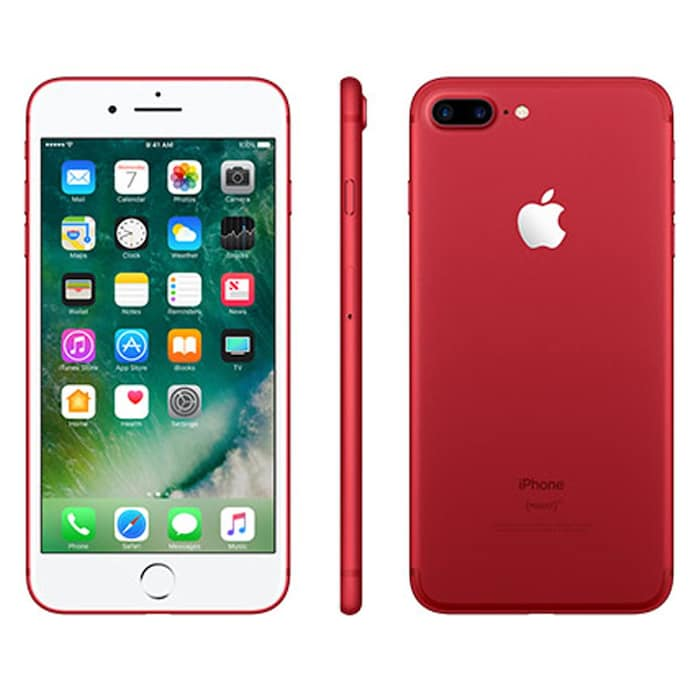 9:41 AM 100%
Wednesday
7
Mail Calendar Photos Camera
Maps Clock Weather Stocks
Wallet Notes Reminders News
iTunes Store App Store iBooks TV
Home Health Settings
Phone Safari Messages Music
iPhone
(PRODUCT)